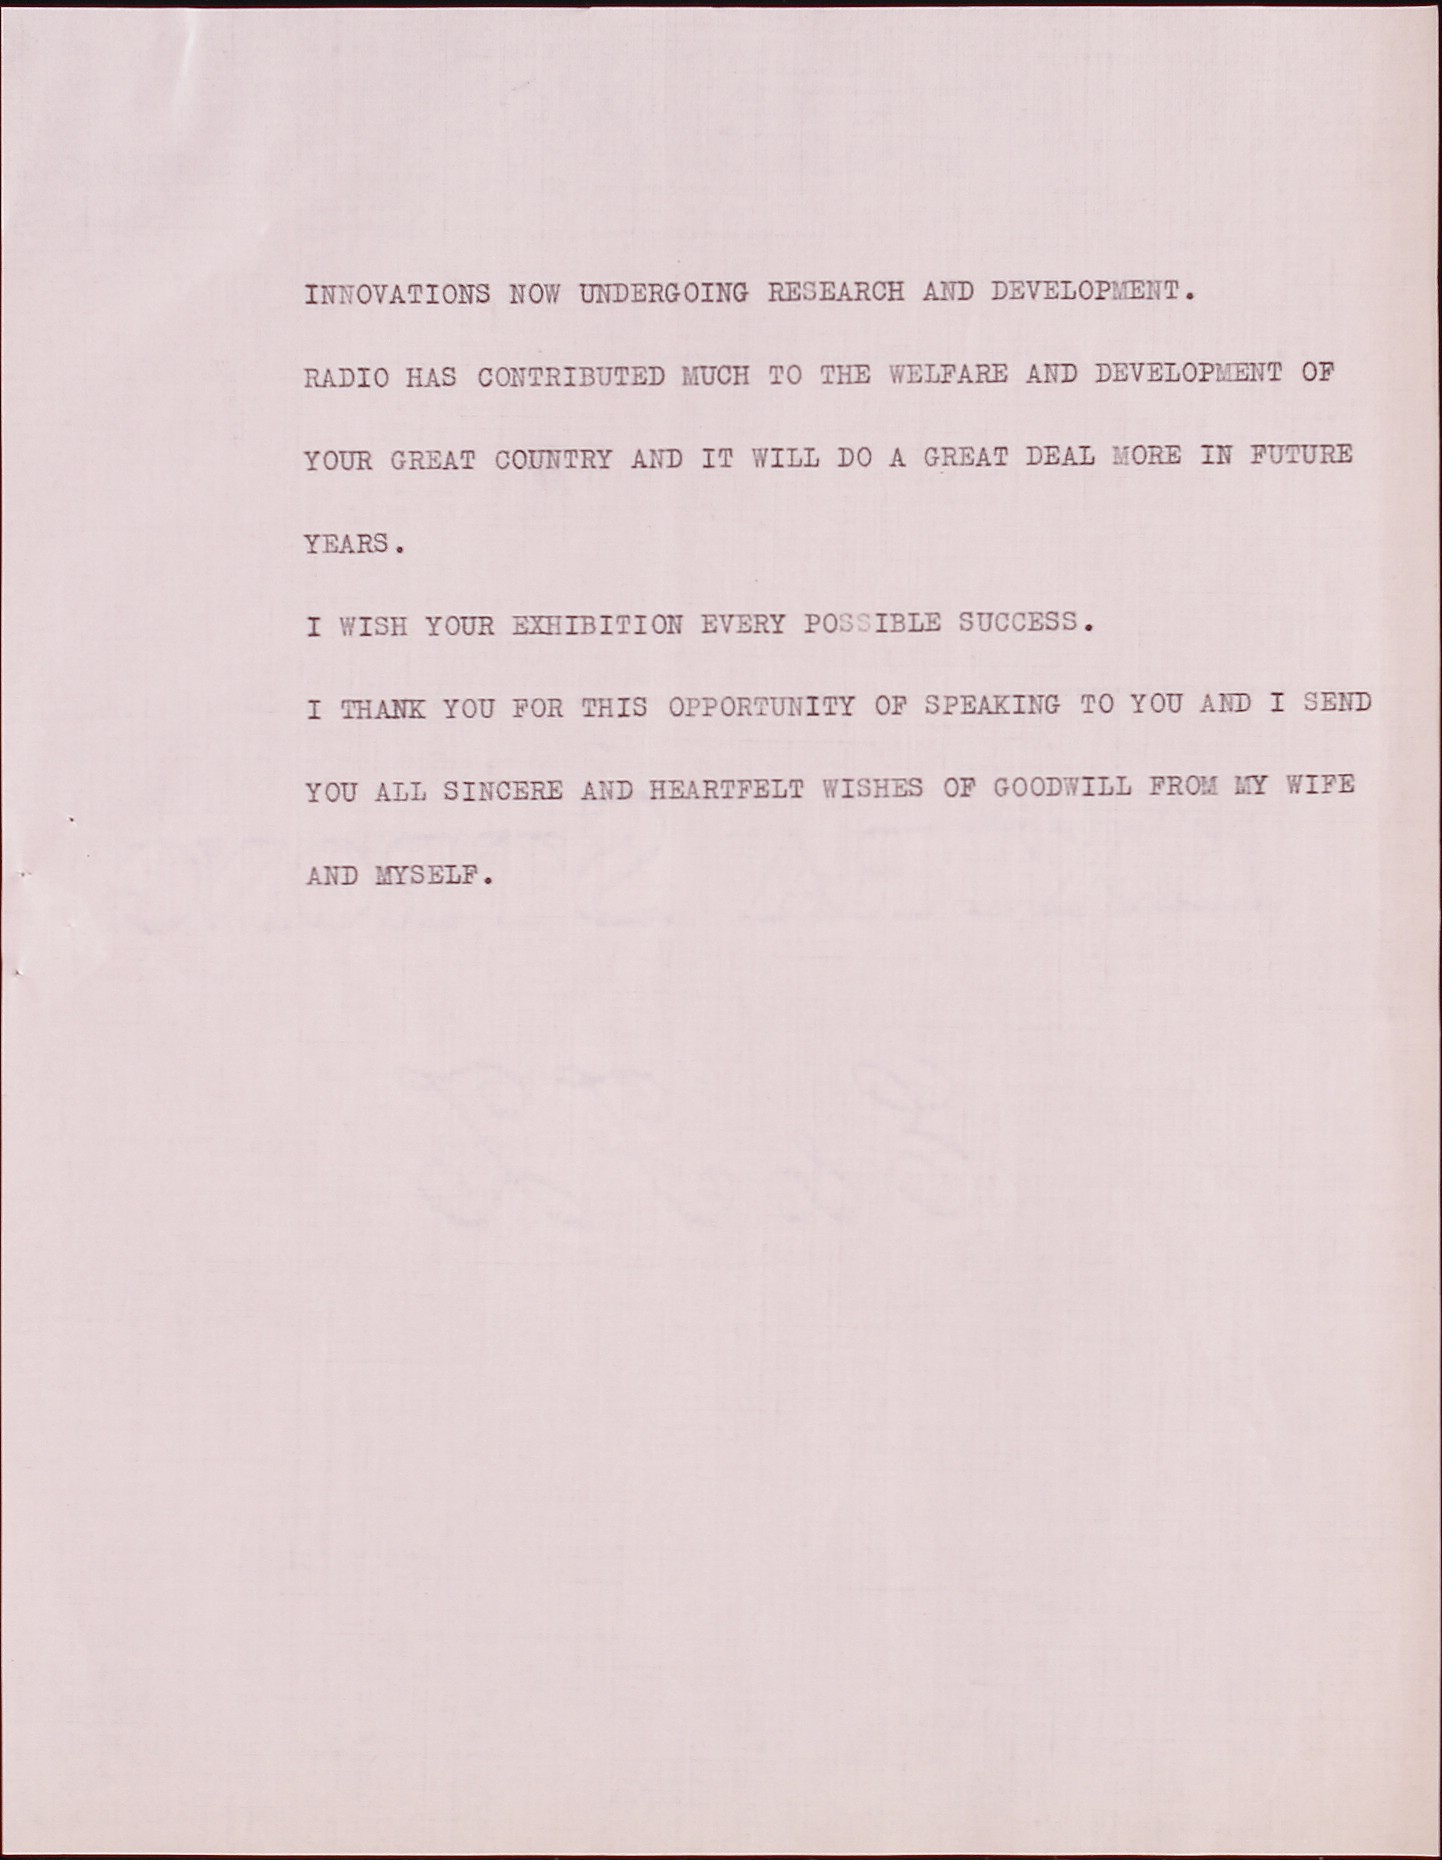 INNOVATIONS NOW UNDERGOING RESEARCH AND DEVELOPMENT.
RADIO HAS CONTRIBUTED MUCH TO THE WELFARE AND DEVELOPMENT OF
YOUR GREAT COUNTRY AND IT WILL DO A GREAT DEAL MORE IN FUTURE
YEARS.
I WISH YOUR EXHIBITION EVERY POSSIBLE SUCCESS.
I THANK YOU FOR THIS OPPORTUNITY OF SPEAKING TO YOU AND I SEND
YOU ALL SINCERE AND HEARTFELT WISHES OF GOODWILL FROM MY WIFE
AND MYSELF.